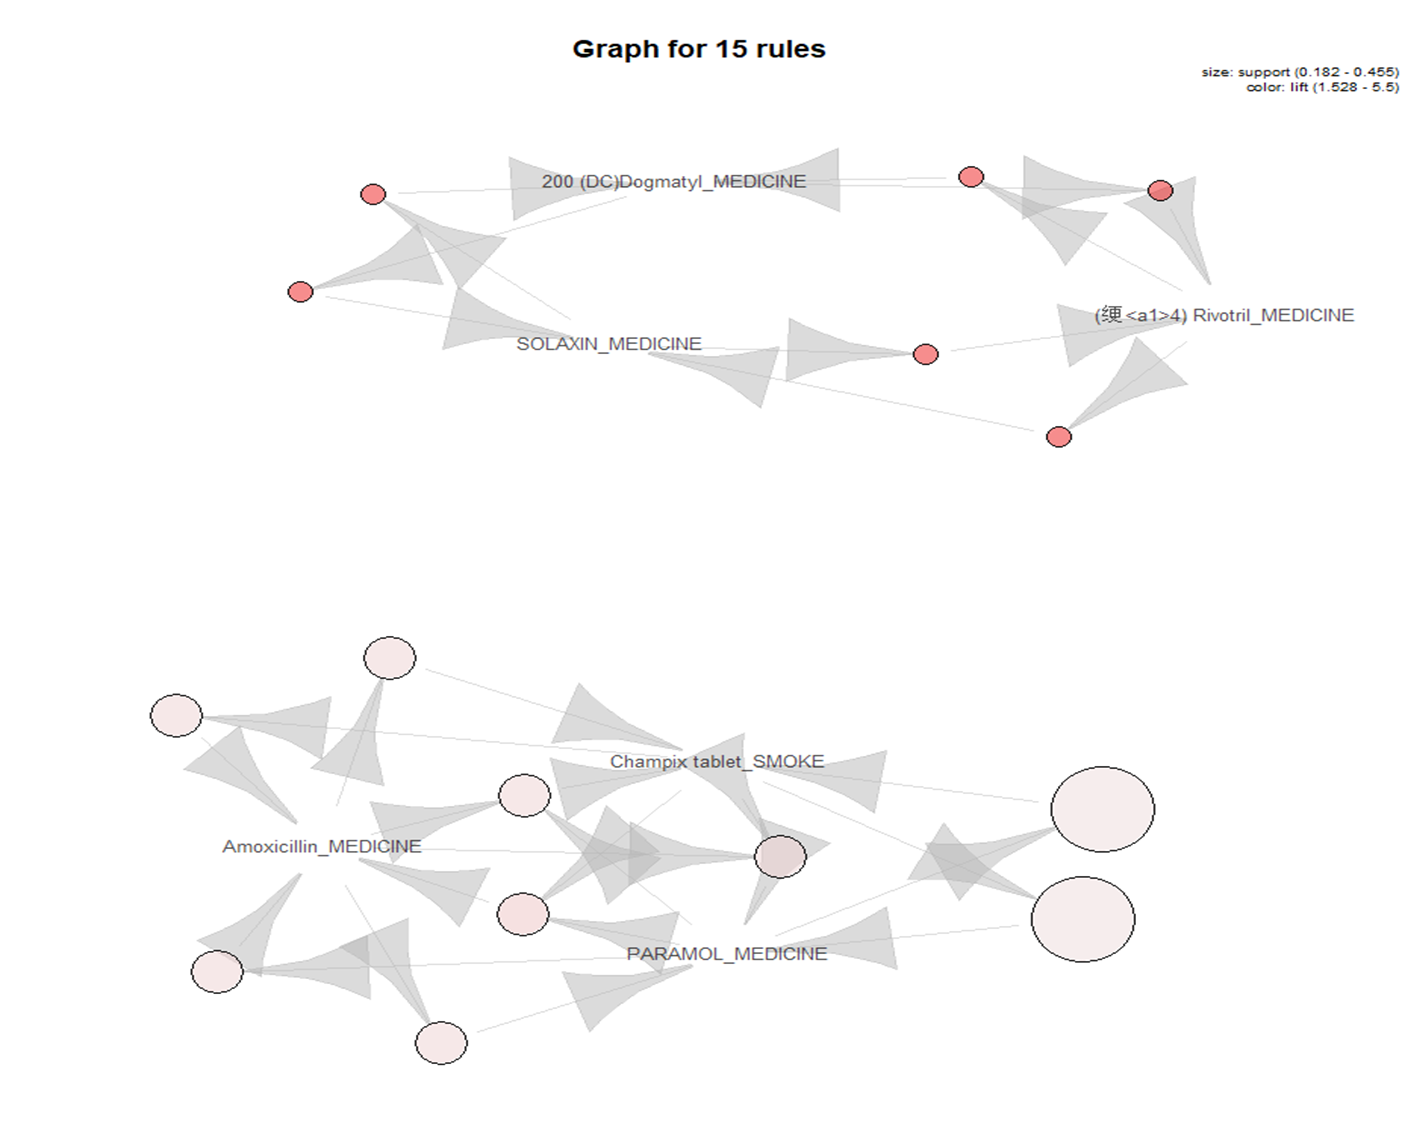 Graph for 15 rules
size: support (0.182 - 0.455)
color: lift (1.528 - 5.5)
200 (DC)Dogmatyl_MEDICINE
(缏<a1>4) Rivotril_MEDICINE
SOLAXIN_MEDICINE
Champix tablet_SMOKE
Amoxicillin_MEDICINE
PARAMOL_MEDICINE